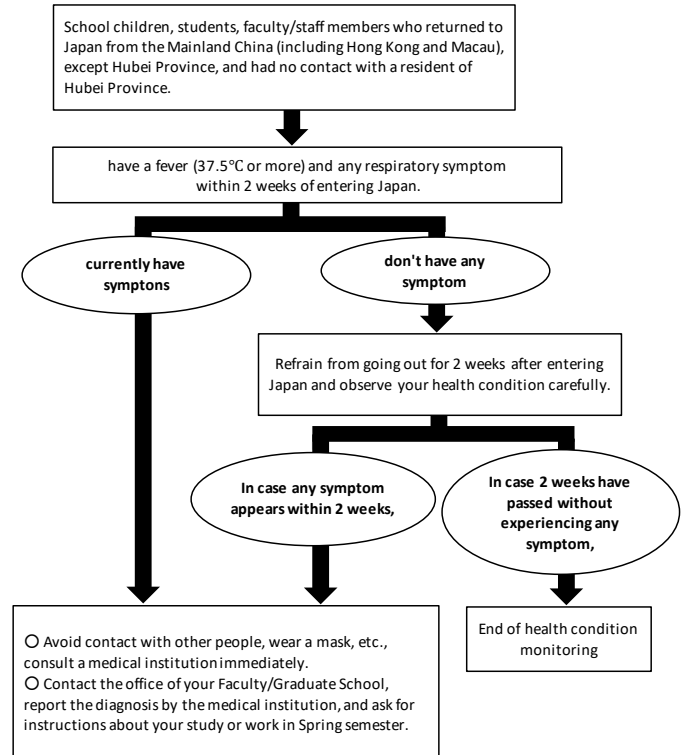 School children, students, faculty/staff members who returned to
Japan from the Mainland China (including Hong Kong and Macau),
except Hubei Province, and had no contact with a resident of
Hubei Province.
have a fever (37.5℃ or more) and any respiratory symptom
within 2 weeks of entering Japan.
currently have
symptons
don't have any
symptom
Refrain from going out for 2 weeks after entering
Japan and observe your health condition carefully.
In case any symptom
appears within 2 weeks,
In case 2 weeks have
passed without
experiencing any
symptom,
○ Avoid contact with other people, wear a mask, etc.,
consult a medical institution immediately.
○ Contact the office of your Faculty/Graduate School,
report the diagnosis by the medical institution, and ask for
instructions about your study or work in Spring semester.
End of health condition
monitoring